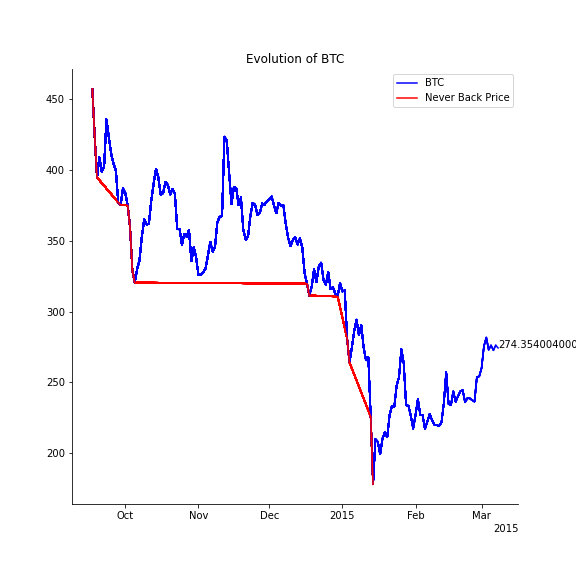 Evolution of BTC
BTC
Never Back Price
450
400
350
300
250
200
274.354004000
Oct
Nov
Dec
2015
Feb
Mar
2015